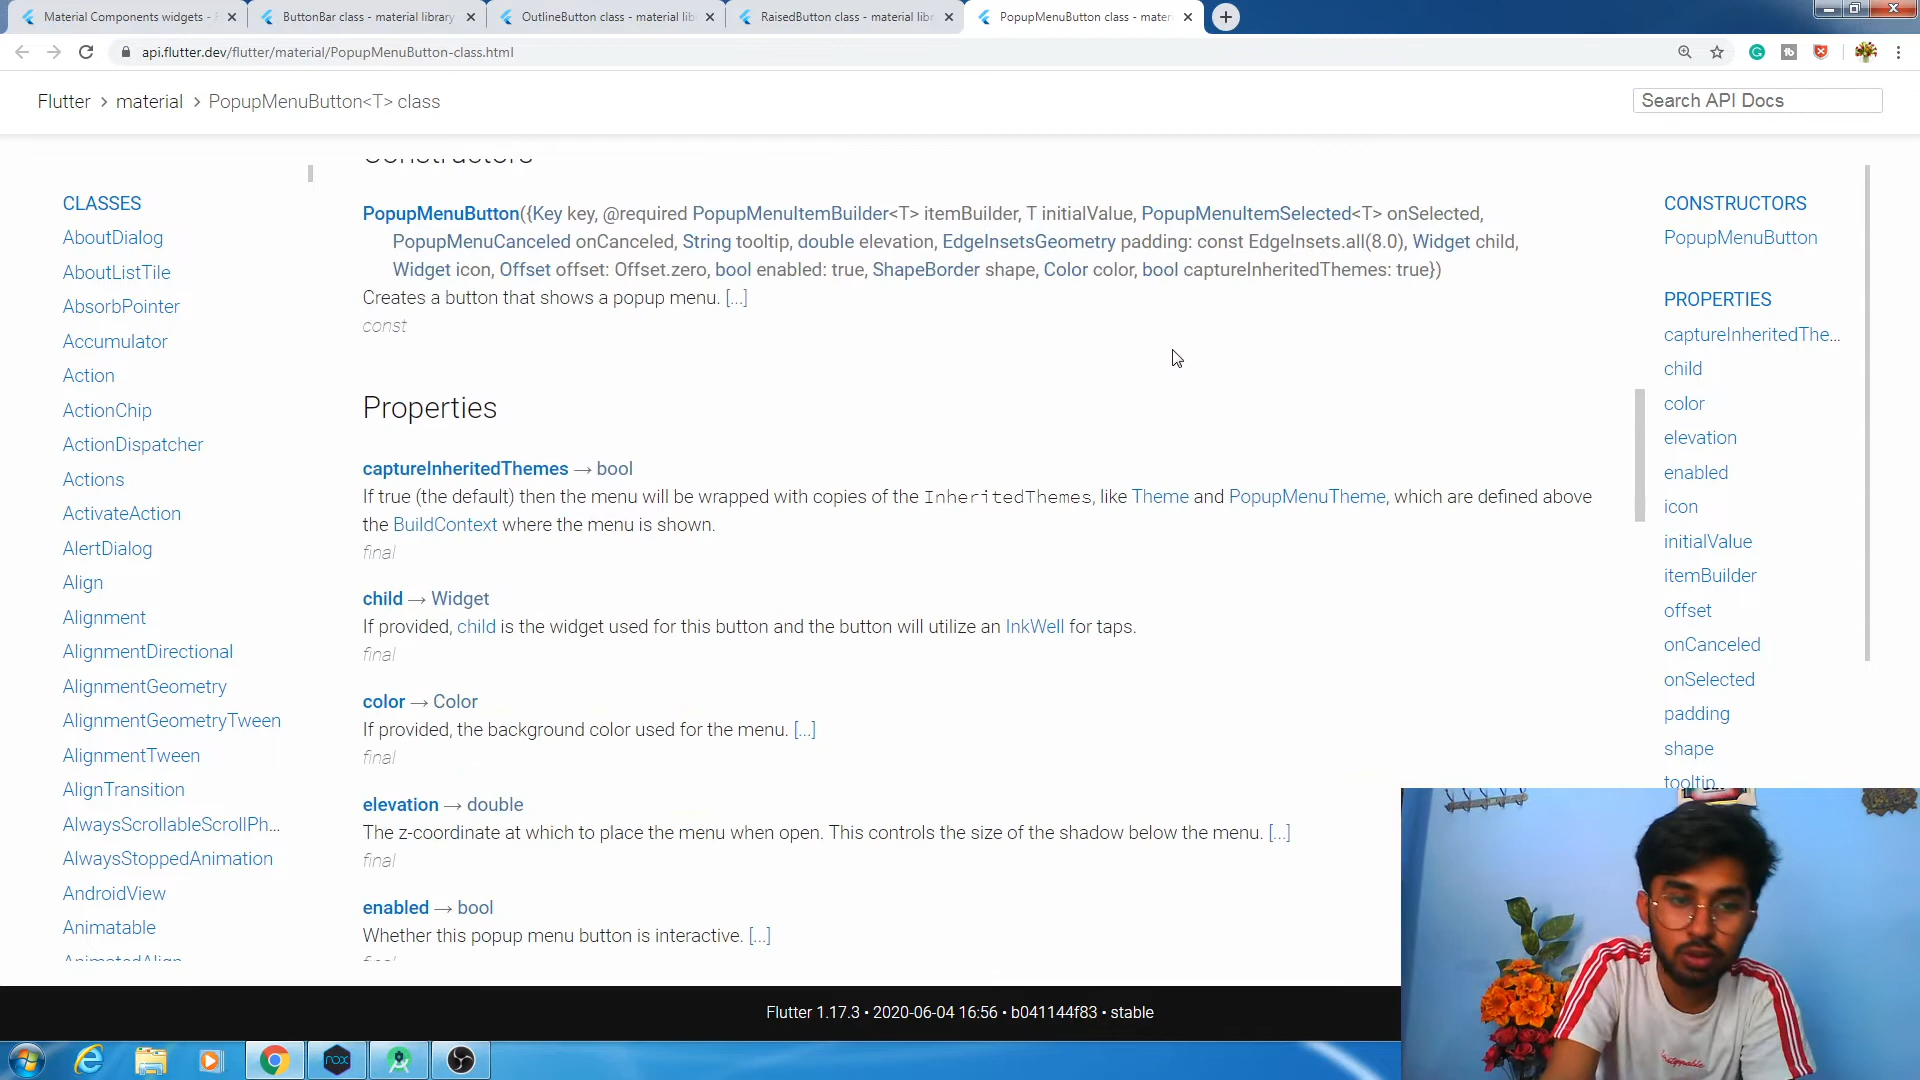 Material Components widgets - F
ButtonBar class - material library
OutlineButton class - material lib
RaisedButton class - material libr
PopupMenuButton class - mater
api.flutter.dev/flutter/material/PopupMenuButton-class.html
Flutter > material > PopupMenuButton<T> class
Search API Docs
Constructors
CLASSES
AboutDialog
AboutListTile
AbsorbPointer
Accumulator
Action
ActionChip
ActionDispatcher
Actions
ActivateAction
AlertDialog
Align
Alignment
AlignmentDirectional
AlignmentGeometry
AlignmentGeometryTween
AlignmentTween
AlignTransition
AlwaysScrollableScrollPh...
AlwaysStoppedAnimation
AndroidView
Animatable
AnimatedAlign
PopupMenuButton({Key key, @required PopupMenuItemBuilder<T> itemBuilder, T initialValue, PopupMenuItemSelected<T> onSelected,
PopupMenuCanceled onCanceled, String tooltip, double elevation, EdgeInsetsGeometry padding: const EdgeInsets.all(8.0), Widget child,
Widget icon, Offset offset: Offset.zero, bool enabled: true, ShapeBorder shape, Color color, bool captureInheritedThemes: true})
Creates a button that shows a popup menu. [...]
const
Properties
captureInheritedThemes → bool
If true (the default) then the menu will be wrapped with copies of the InheritedThemes, like Theme and PopupMenuTheme, which are defined above
the BuildContext where the menu is shown.
final
child → Widget
If provided, child is the widget used for this button and the button will utilize an InkWell for taps.
final
color → Color
If provided, the background color used for the menu. [...]
final
elevation → double
The z-coordinate at which to place the menu when open. This controls the size of the shadow below the menu. [...]
final
enabled → bool
Whether this popup menu button is interactive. [...]
final
CONSTRUCTORS
PopupMenuButton
PROPERTIES
captureInheritedThe...
child
color
elevation
enabled
icon
initialValue
itemBuilder
offset
onCanceled
onSelected
padding
shape
tooltip
Flutter 1.17.3 • 2020-06-04 16:56 • b041144f83 • stable
nox